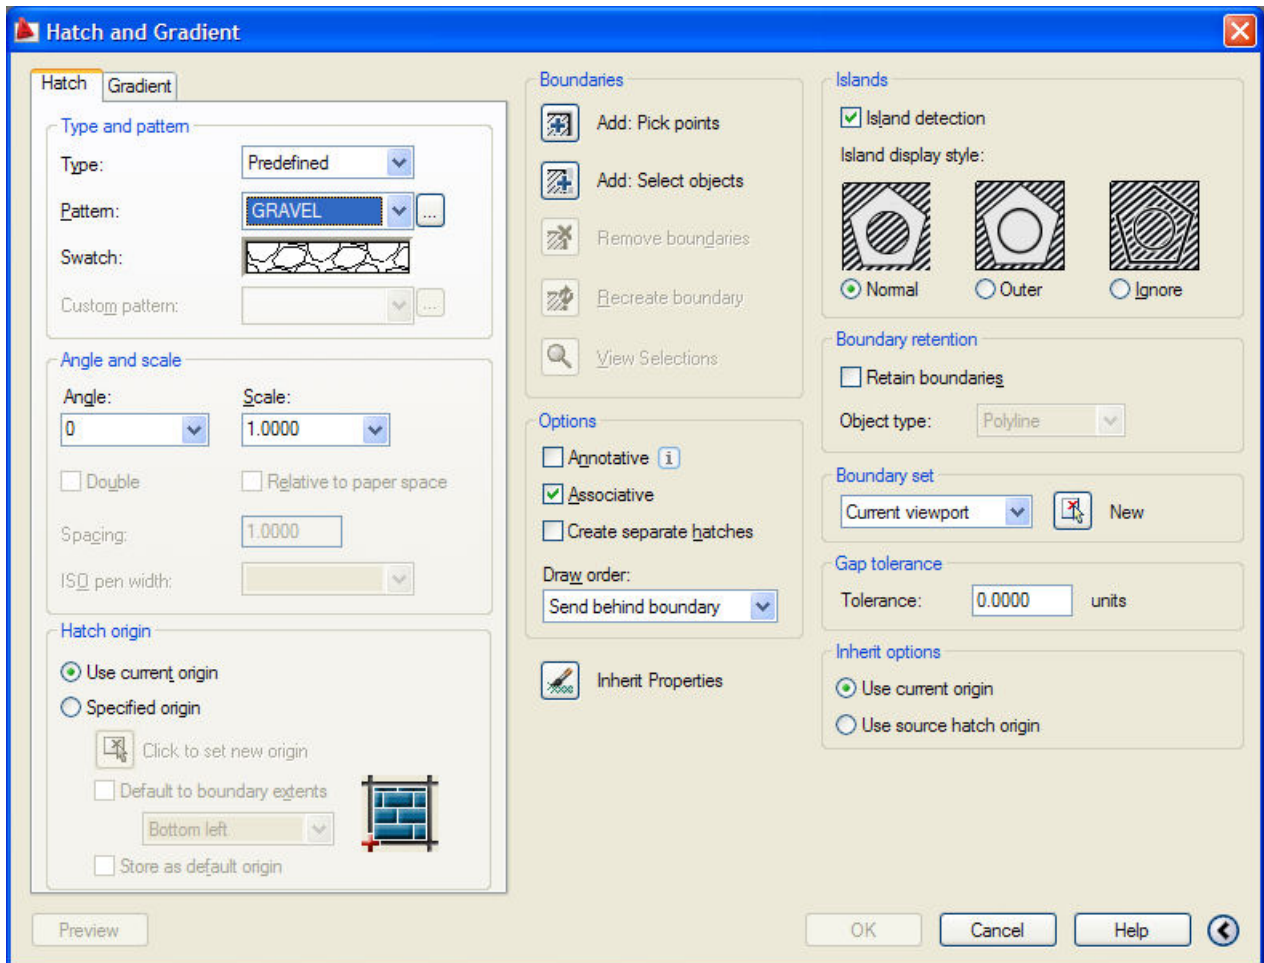 Hatch and Gradient
Hatch
Gradient
Type and pattern
Type:
Predefined
Pattern:
GRAVEL
...
Swatch:
Custom pattern:
...
Angle and scale
Angle:
Scale:
0
1.0000
Double
Relative to paper space
Spacing:
1.0000
ISO pen width:
Hatch origin
Use current origin
Specified origin
Click to set new origin
Default to boundary extents
Bottom left
Store as default origin
Preview
Boundaries
Add: Pick points
Add: Select objects
Remove boundaries
Recreate boundary
View Selections
Options
Annotative
i
Associative
Create separate hatches
Draw order:
Send behind boundary
Inherit Properties
Islands
Island detection
Island display style:
Normal
Outer
Ignore
Boundary retention
Retain boundaries
Object type:
Polyline
Boundary set
Current viewport
New
Gap tolerance
Tolerance:
0.0000
units
Inherit options
Use current origin
Use source hatch origin
OK
Cancel
Help